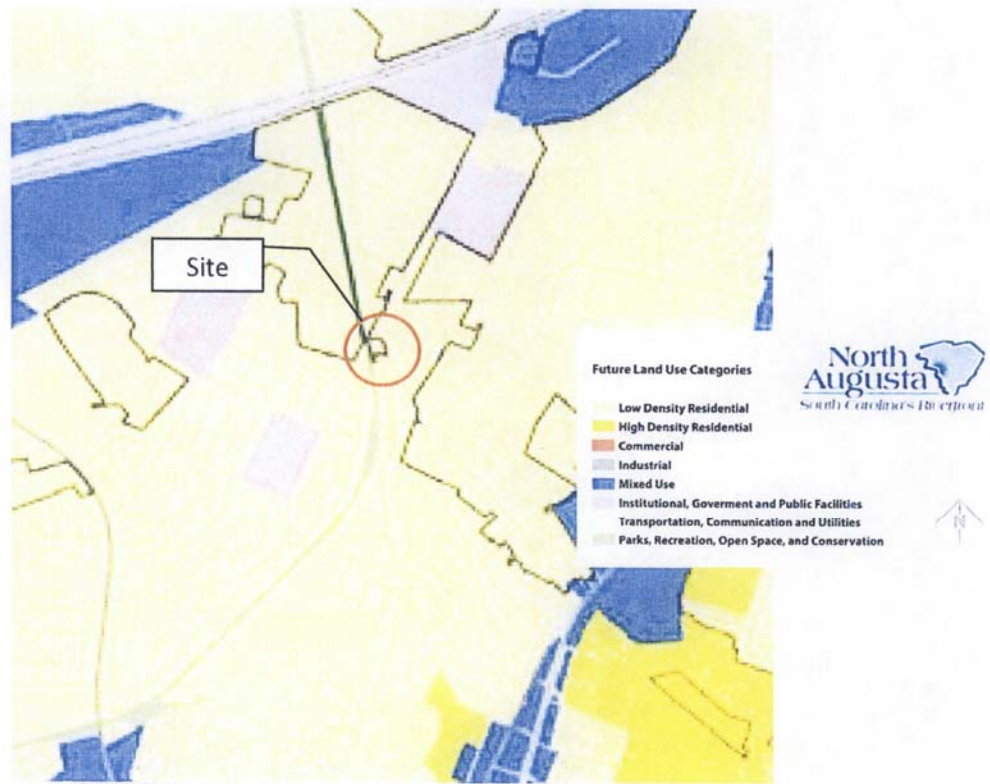 Site
Future Land Use Categories
Low Density Residential
High Density Residential
Commercial
Industrial
Mixed Use
Institutional, Goverment and Public Facilities
Transportation, Communication and Utilities
Parks, Recreation, Open Space, and Conservation
North
Augusta
South Carolina's Riverfront
N